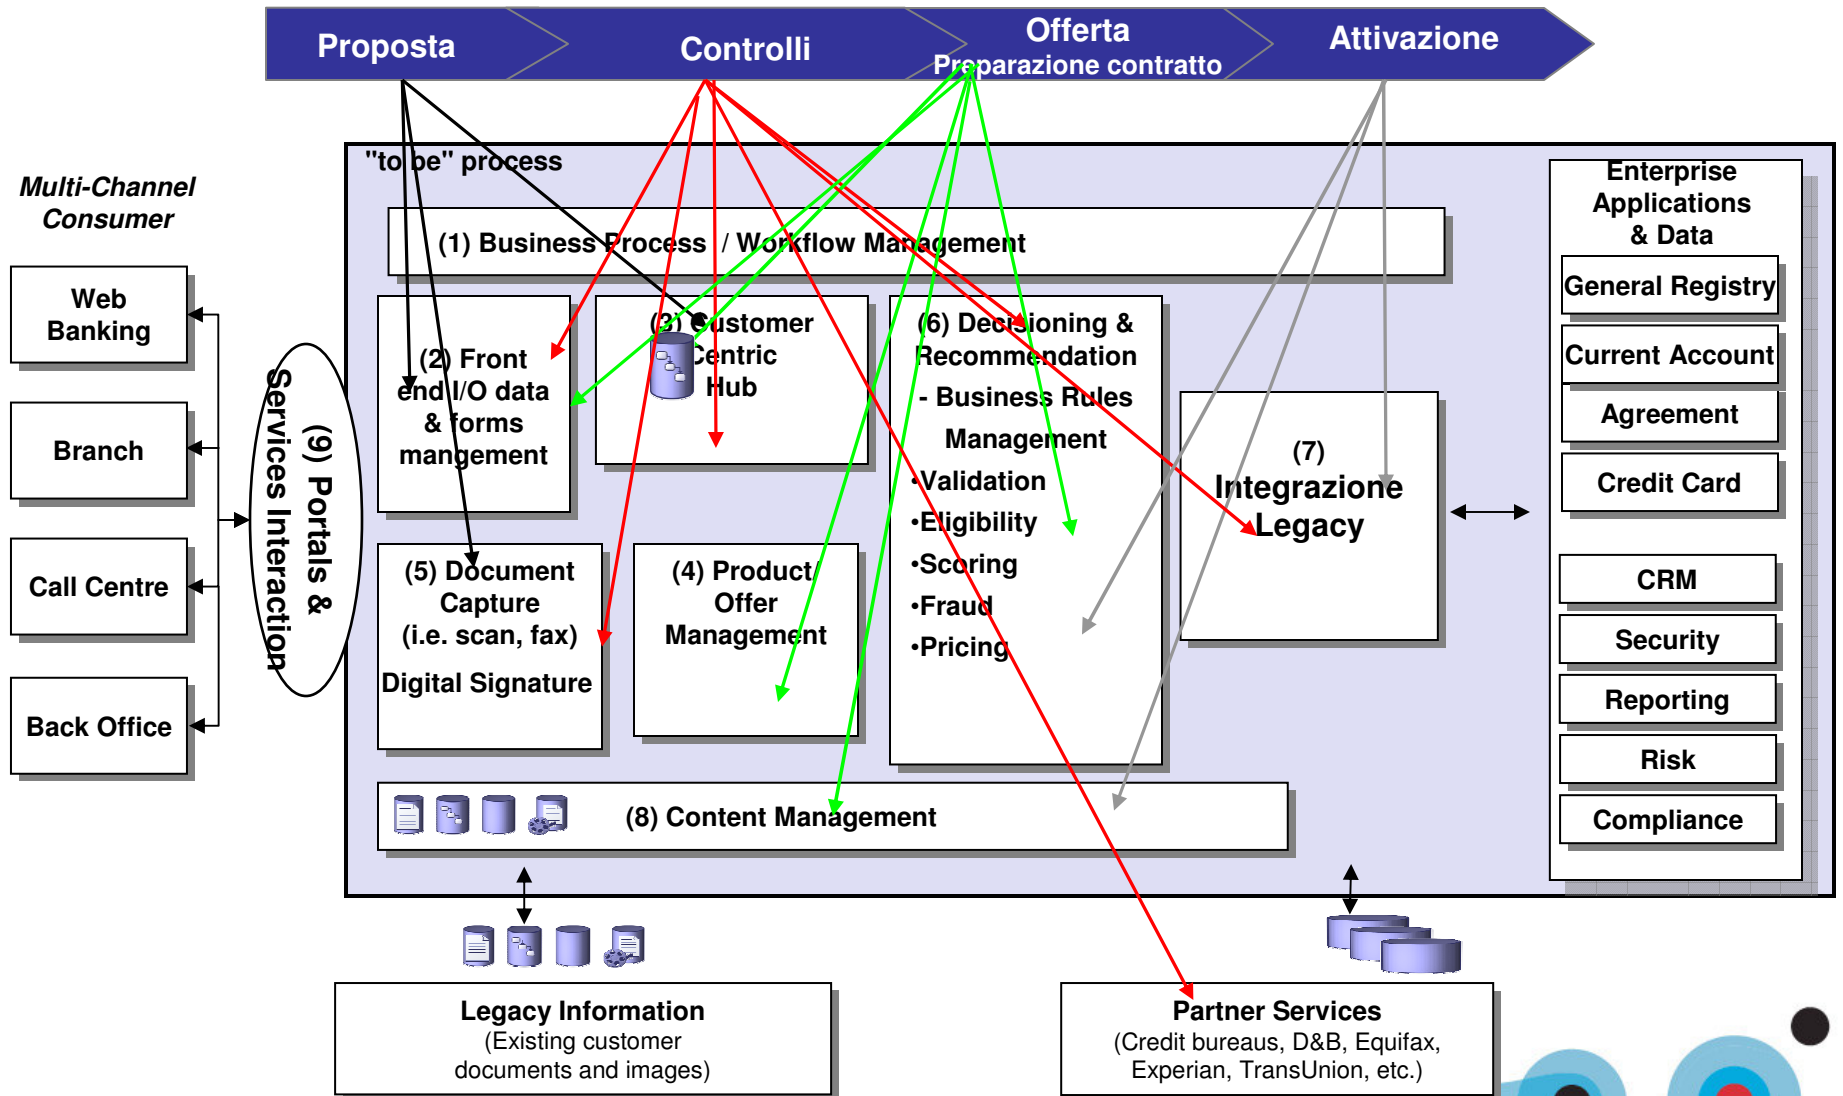 Proposta
Controlli
Offerta
Preparazione contratto
Attivazione
"to be" process
Multi-Channel
Consumer
Web
Banking
Branch
Call Centre
Back Office
(9) Portals &
Services Interaction
(1) Business Process / Workflow Management
(2) Front
end I/O data
& forms
mangement
(3) Customer
Centric
Hub
(6) Decisioning &
Recommendation
- Business Rules
Management
•Validation
•Eligibility
•Scoring
•Fraud
•Pricing
(7)
Integrazione
Legacy
(5) Document
Capture
(i.e. scan, fax)
Digital Signature
(4) Product/
Offer
Management
(8) Content Management
Enterprise
Applications
& Data
General Registry
Current Account
Agreement
Credit Card
CRM
Security
Reporting
Risk
Compliance
Legacy Information
(Existing customer
documents and images)
Partner Services
(Credit bureaus, D&B, Equifax,
Experian, TransUnion, etc.)